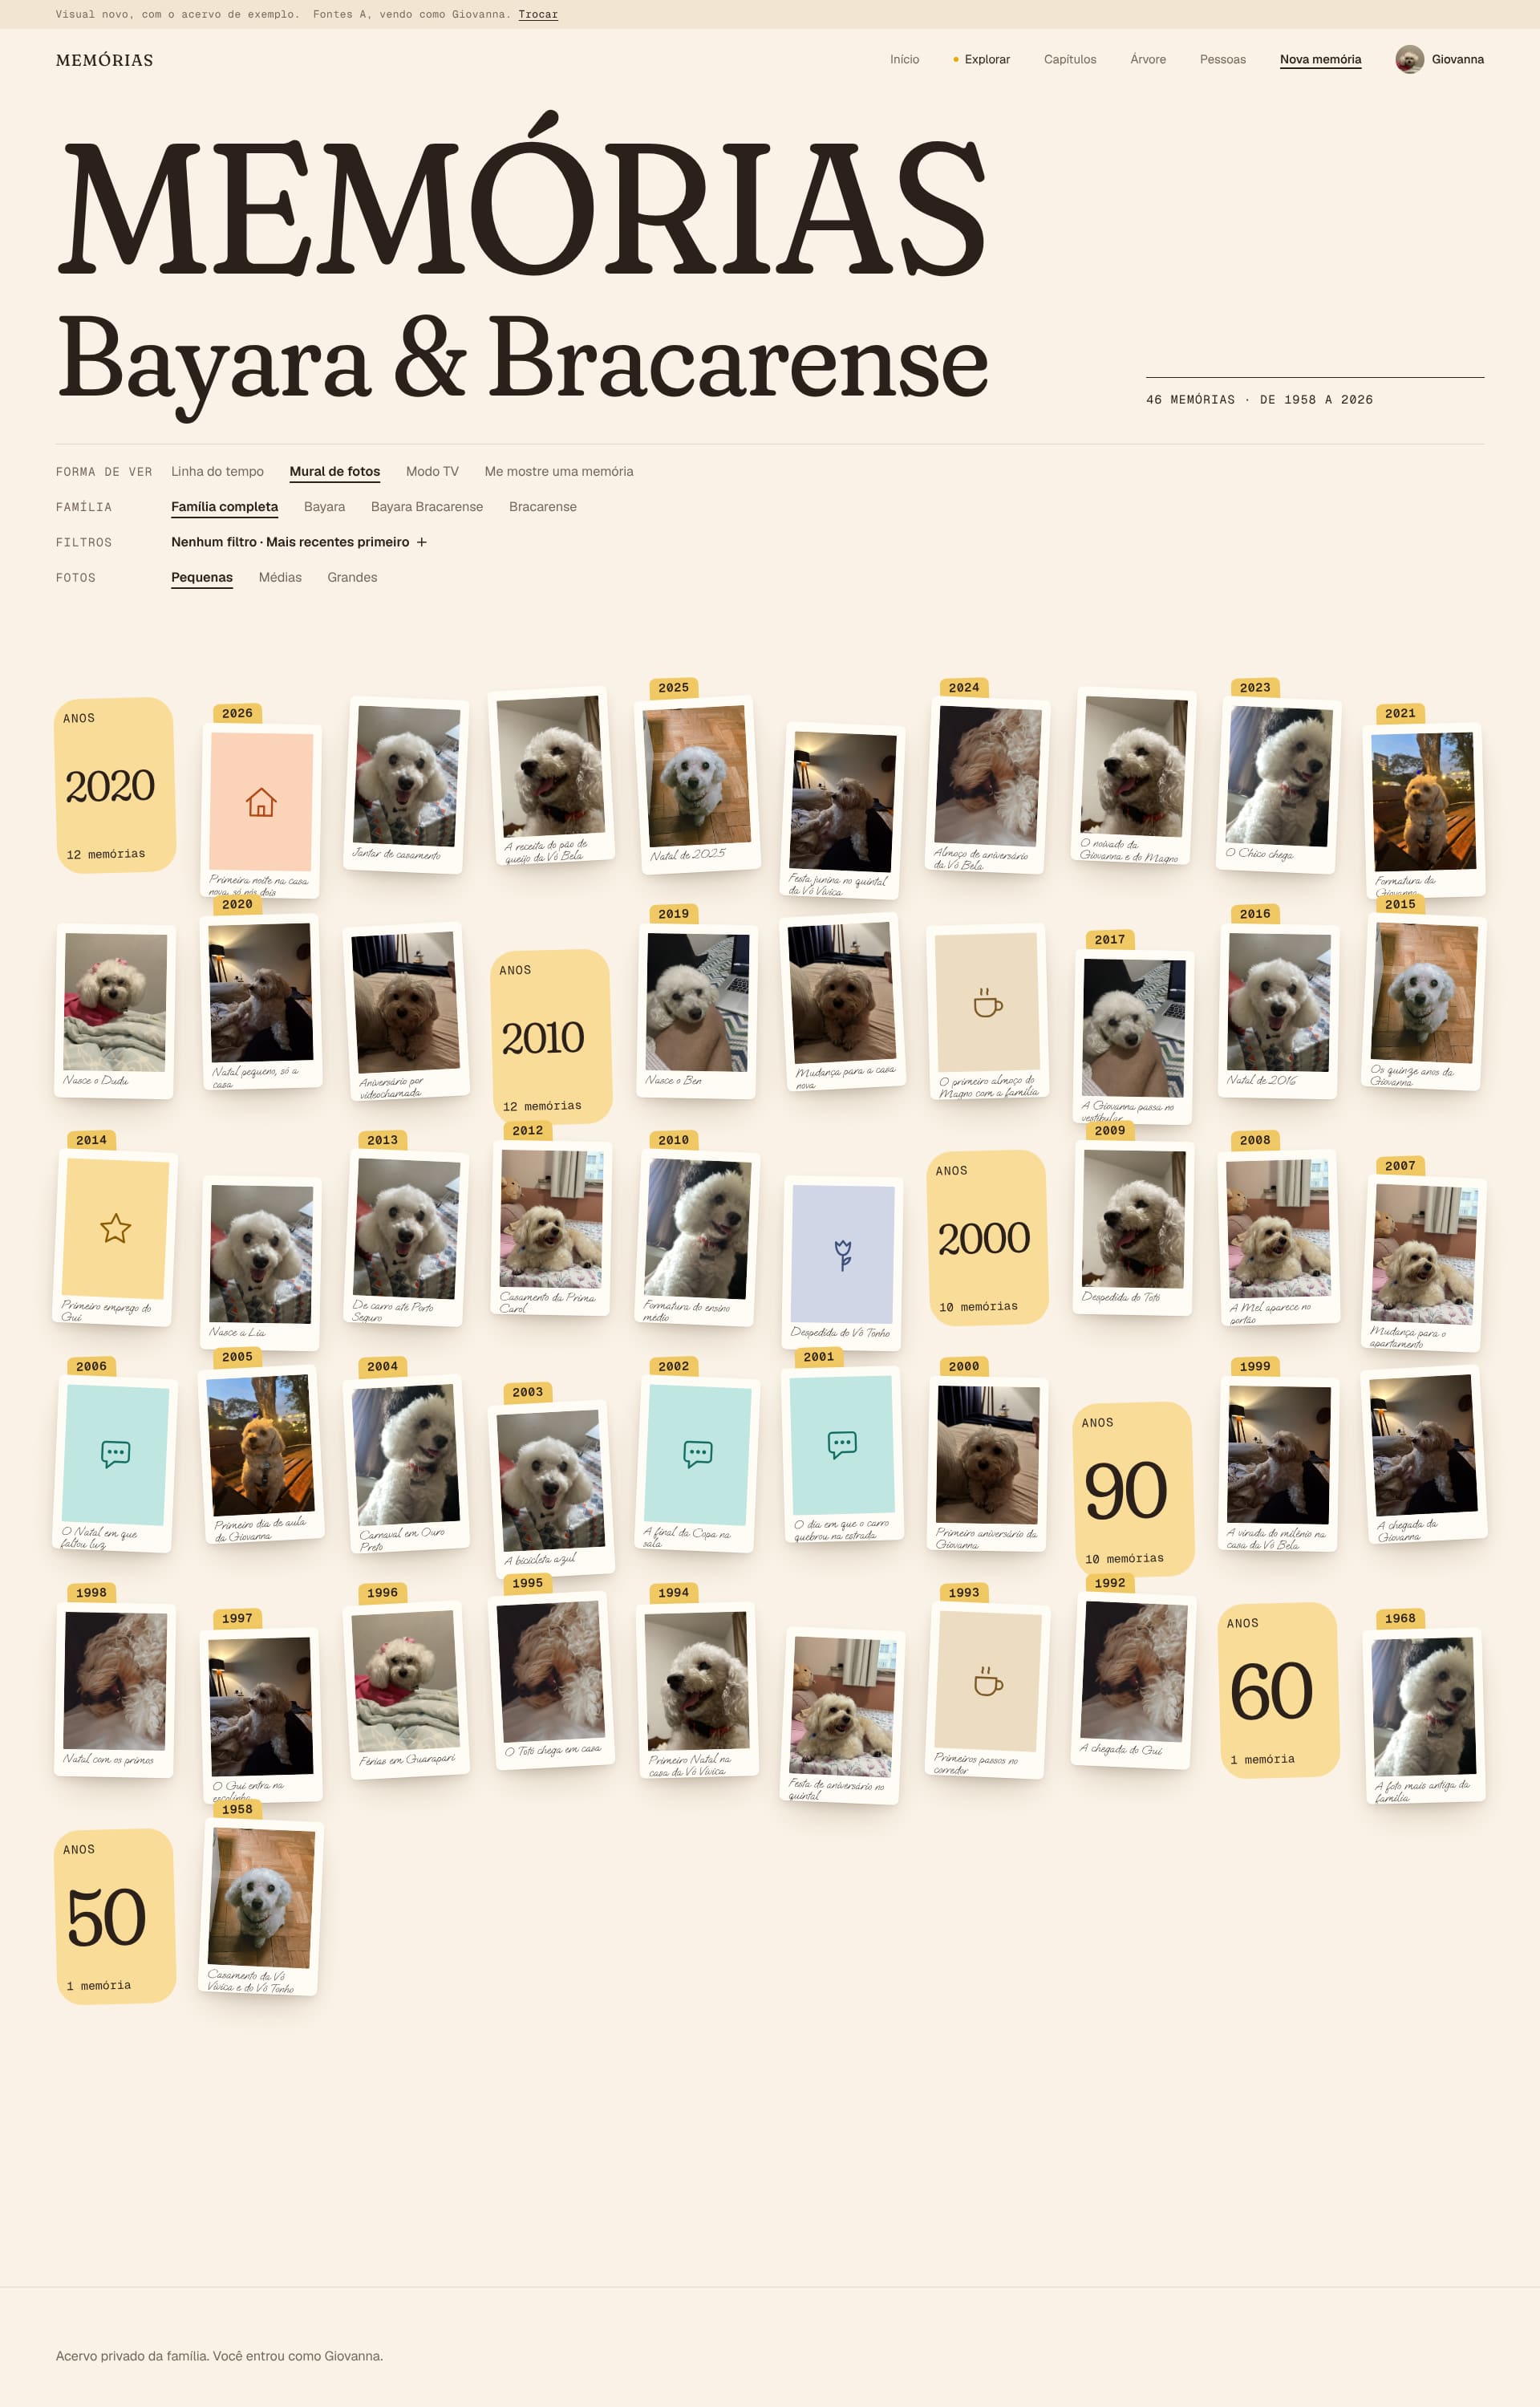 Visual novo, com o acervo de exemplo. Fontes A, vendo como Giovanna. Trocar
MEMÓRIAS
Início
Explorar
Capítulos
Árvore
Pessoas
Nova memória
Giovanna
MEMÓRIAS
Bayara & Bracarense
46 MEMÓRIAS · DE 1958 A 2026
FORMA DE VER
Linha do tempo
Mural de fotos
Modo TV
Me mostre uma memória
FAMÍLIA
Família completa
Bayara
Bayara Bracarense
Bracarense
FILTROS
Nenhum filtro · Mais recentes primeiro +
FOTOS
Pequenas
Médias
Grandes
ANOS
2020
12 memórias
2026
Primeira noite na casa
nova, só nós dois
Jantar de casamento
A receita do pão de
queijo da Vó Bela
2025
Natal de 2025
Festa junina no quintal
da Vó Vivica
2024
Almoço de aniversário
da Vó Bela
O noivado da
Giovanna e do Magno
2023
O Chico chega
2021
Formatura da
Giovanna
Nasce o Dudu
2020
Natal pequeno, só a
casa
Aniversário por
videochamada
ANOS
2010
12 memórias
2019
Nasce o Ben
Mudança para a casa
nova
O primeiro almoço do
Magno com a família
2017
A Giovanna passa no
vestibular
2016
Natal de 2016
2015
Os quinze anos da
Giovanna
2014
Primeiro emprego do
Gui
Nasce a Lia
2013
De carro até Porto
Seguro
2012
Casamento da Prima
Carol
2010
Formatura do ensino
médio
Despedida do Vô Tonho
ANOS
2000
10 memórias
2009
Despedida do Totó
2008
A Mel aparece no
portão
2007
Mudança para o
apartamento
2006
O Natal em que
faltou luz
2005
Primeiro dia de aula
da Giovanna
2004
Carnaval em Ouro
Preto
2003
A bicicleta azul
2002
A final da Copa na
sala
2001
O dia em que o carro
quebrou na estrada
2000
Primeiro aniversário da
Giovanna
ANOS
90
10 memórias
1999
A virada do milênio na
casa da Vó Bela
A chegada da
Giovanna
1998
Natal com os primos
1997
O Gui entra na
escolinha
1996
Férias em Guarapari
1995
O Totó chega em casa
1994
Primeiro Natal na
casa da Vó Vivica
Festa de aniversário no
quintal
1993
Primeiros passos no
corredor
1992
A chegada do Gui
ANOS
60
1 memória
1968
A foto mais antiga da
família
ANOS
50
1 memória
1958
Casamento da Vó
Vivica e do Vô Tonho
Acervo privado da família. Você entrou como Giovanna.